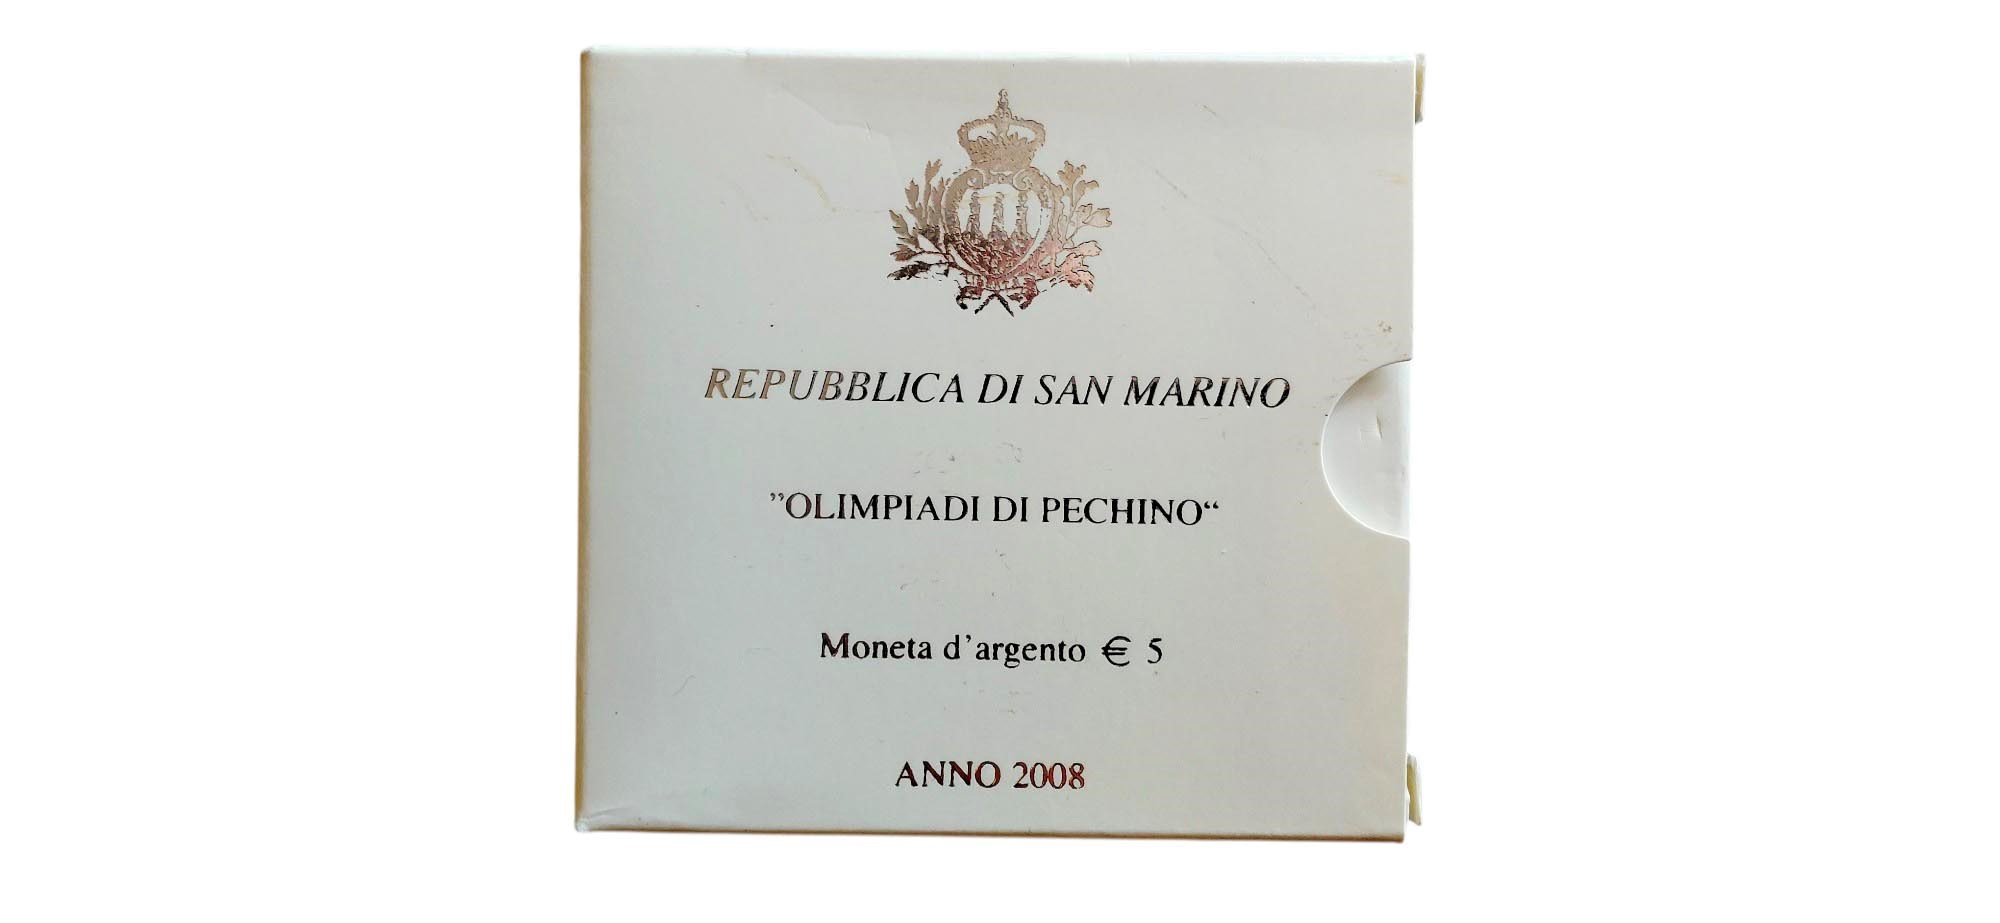 REPUBBLICA DI SAN MARINO
”OLIMPIADI DI PECHINO“
Moneta d’argento € 5
ANNO 2008